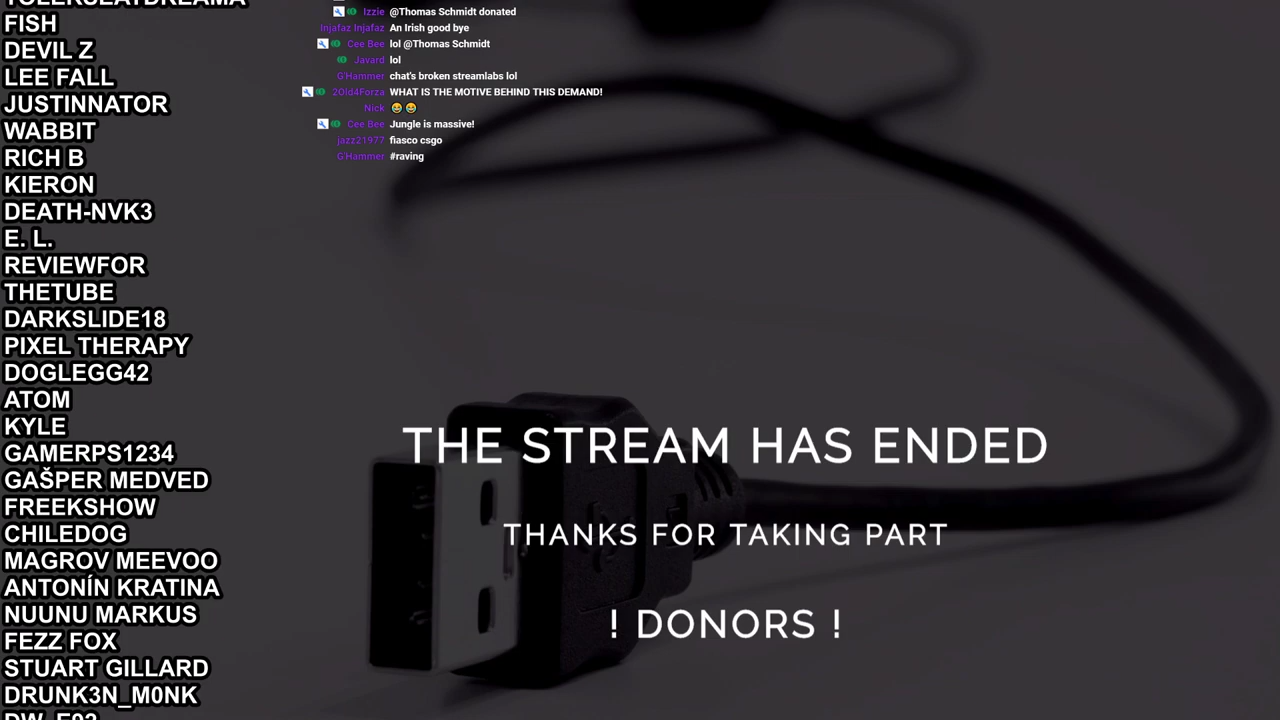 FISH
DEVIL Z
LEE FALL
JUSTINNATOR
WABBIT
RICH B
KIERON
DEATH-NVK3
E. L.
REVIEWFOR
THETUBE
DARKSLIDE18
PIXEL THERAPY
DOGLEGG42
ATOM
KYLE
GAMERPS1234
GAŠPER MEDVED
FREEKSHOW
CHILEDOG
MAGROV MEEVOO
ANTONÍN KRATINA
NUUNU MARKUS
FEZZ FOX
STUART GILLARD
DRUNK3N_M0NK
Izzie @Thomas Schmidt donated
Injafaz Injafaz An Irish good bye
Cee Bee lol @Thomas Schmidt
Javard lol
G'Hammer chat's broken streamlabs lol
2Old4Forza WHAT IS THE MOTIVE BEHIND THIS DEMAND!
Nick 😂😂
Cee Bee Jungle is massive!
jazz21977 fiasco csgo
G'Hammer #raving
THE STREAM HAS ENDED
THANKS FOR TAKING PART
! DONORS !